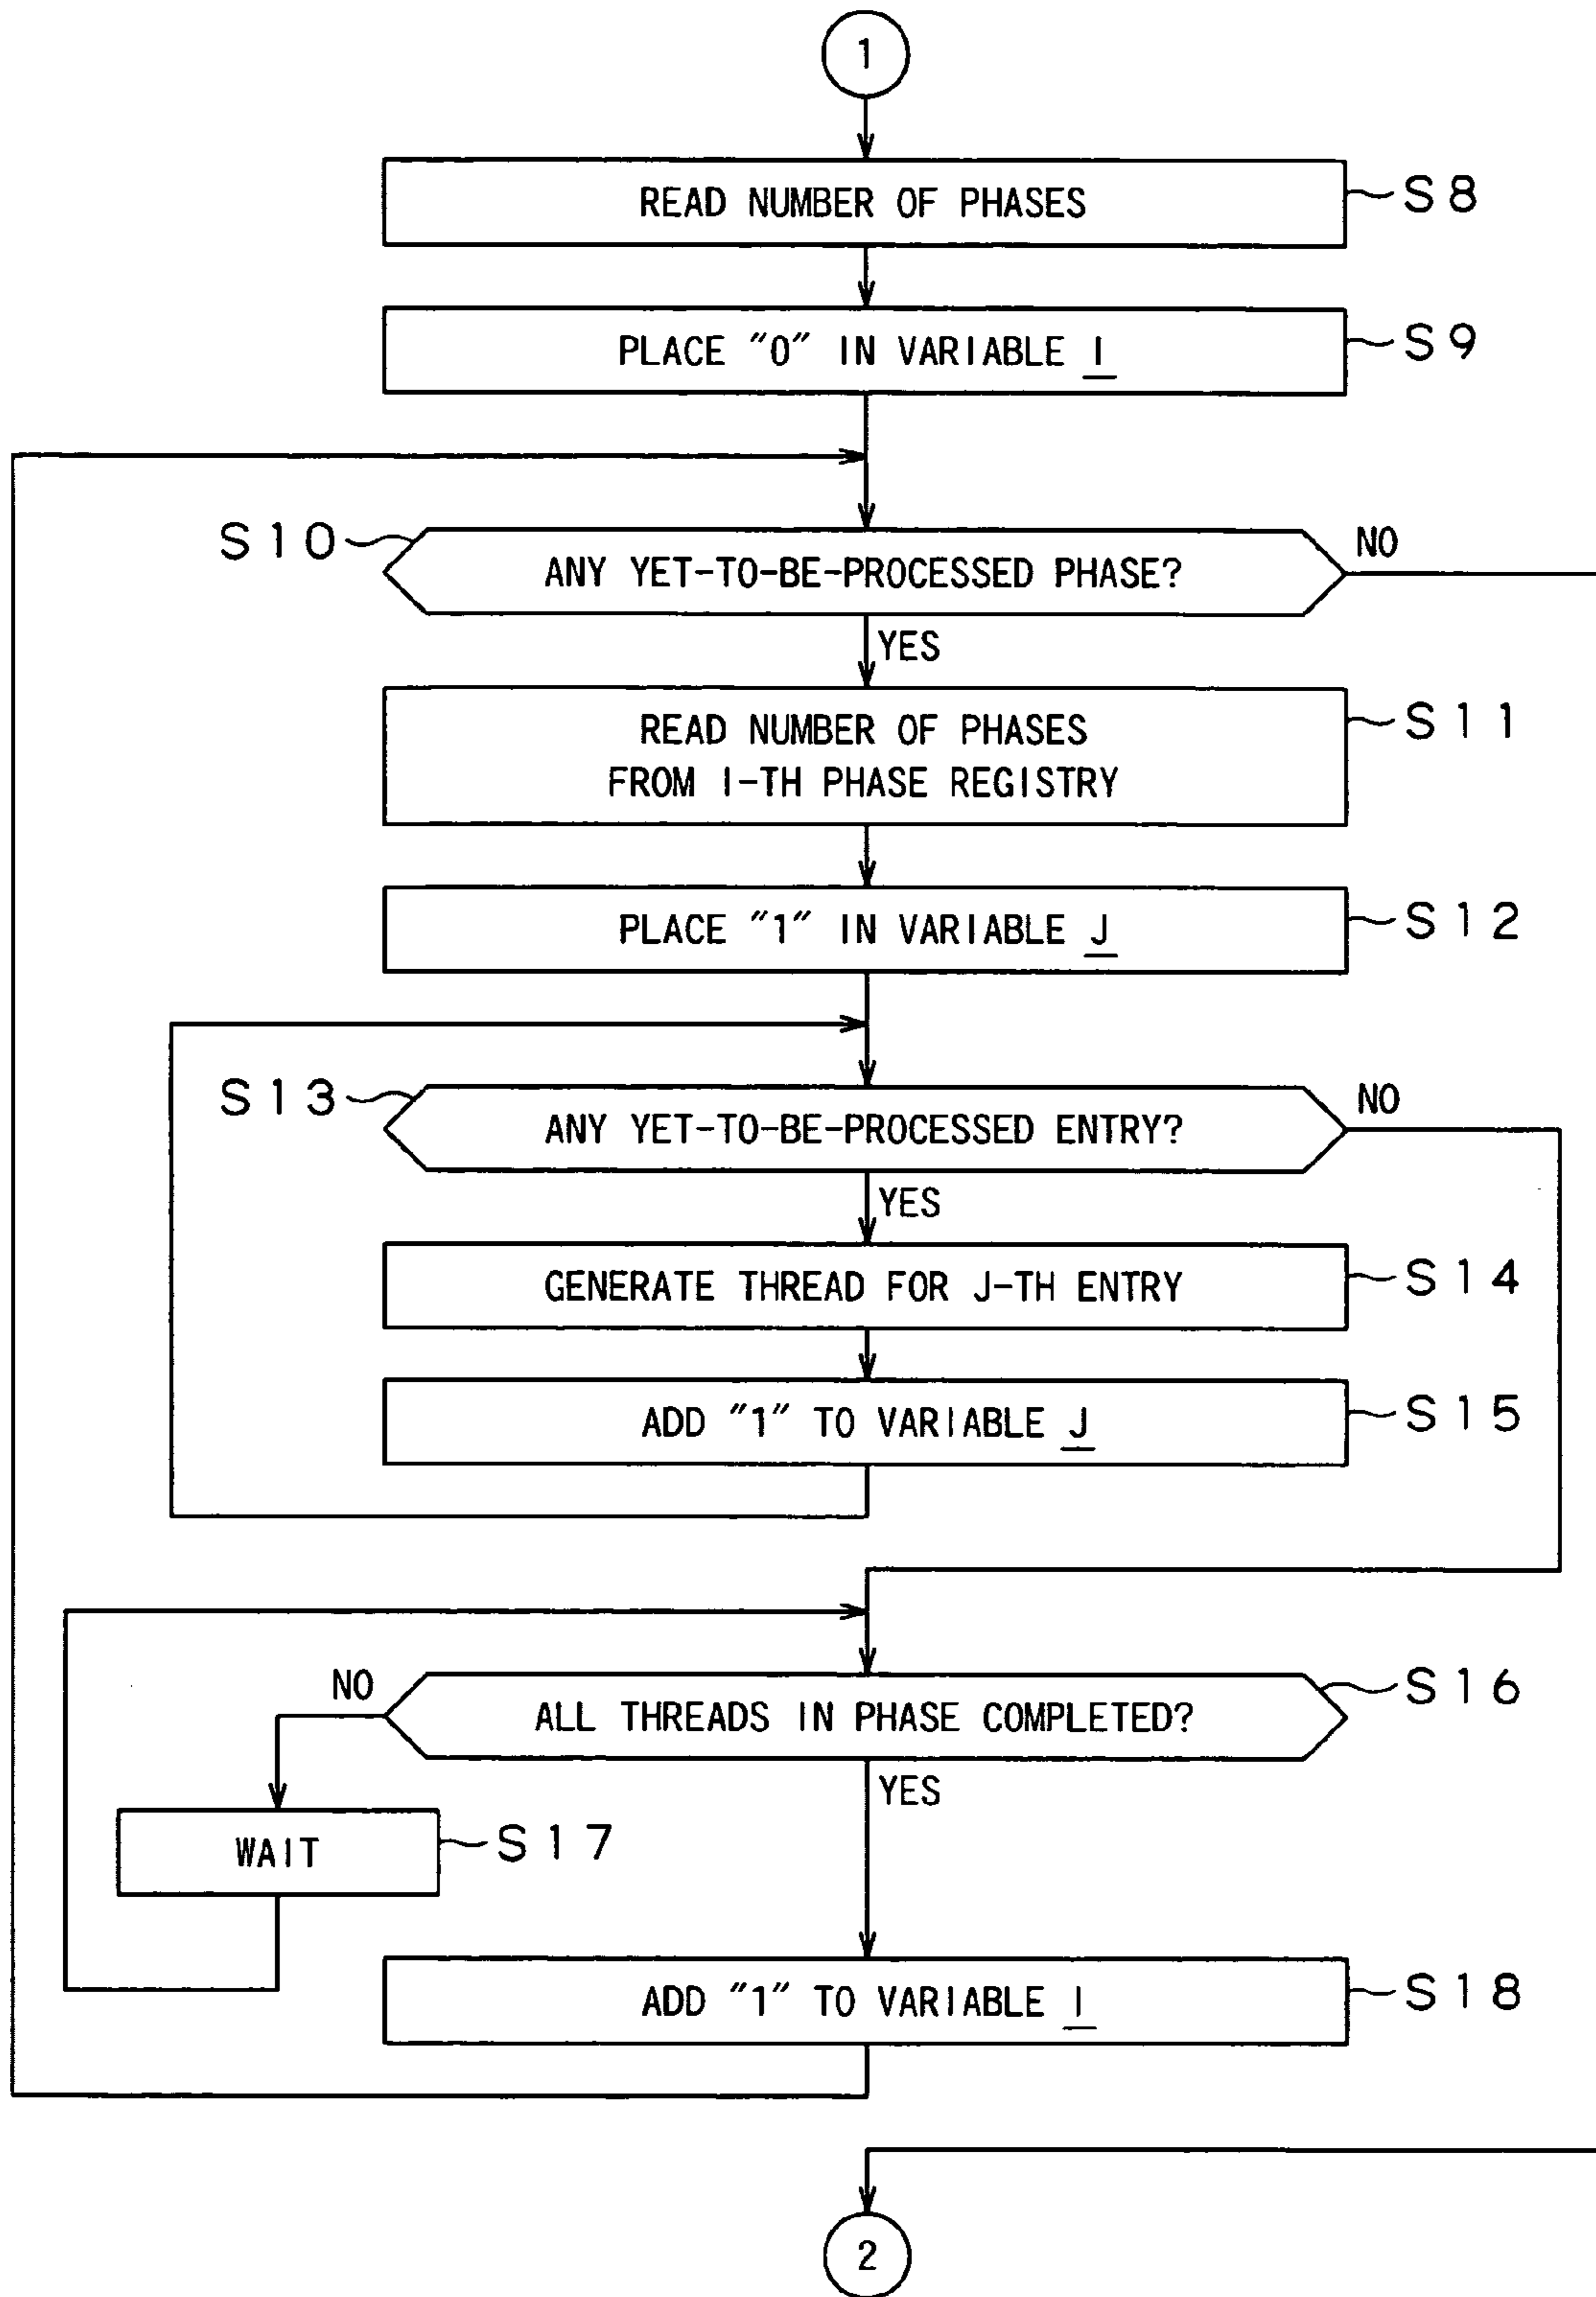 1
READ NUMBER OF PHASES
S8
PLACE "0" IN VARIABLE I
S9
S10
ANY YET-TO-BE-PROCESSED PHASE?
NO
YES
READ NUMBER OF PHASES
FROM I-TH PHASE REGISTRY
S11
PLACE "1" IN VARIABLE J
S12
S13
ANY YET-TO-BE-PROCESSED ENTRY?
NO
YES
GENERATE THREAD FOR J-TH ENTRY
S14
ADD "1" TO VARIABLE J
S15
NO
ALL THREADS IN PHASE COMPLETED?
S16
YES
WAIT
S17
ADD "1" TO VARIABLE I
S18
2